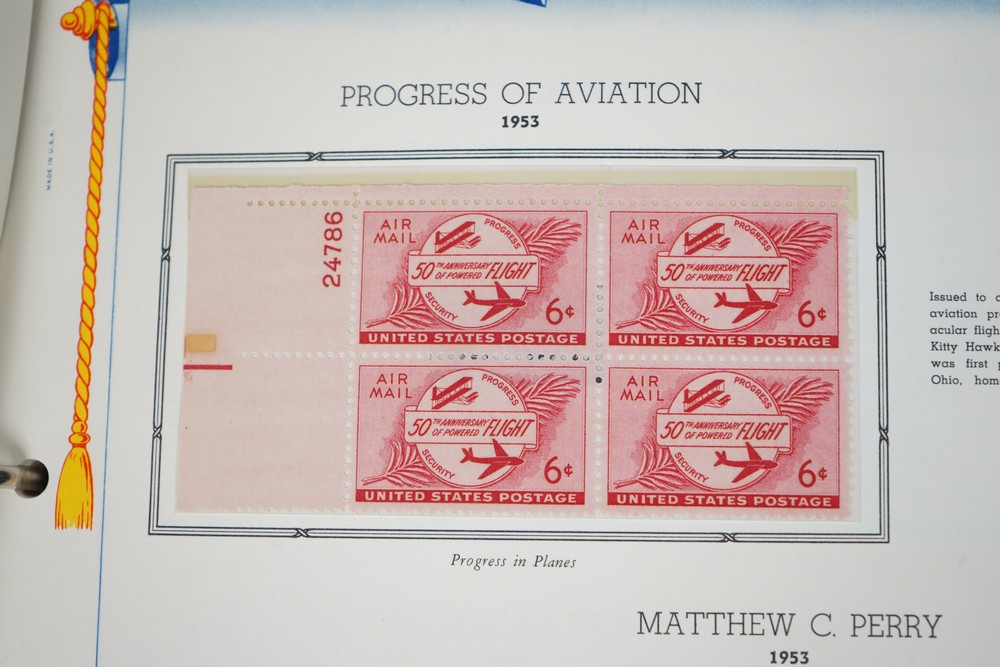 MADE IN U.S.A.
PROGRESS OF AVIATION
1953
24786
AIR
MAIL
PROGRESS
50TH ANNIVERSARY
OF POWERED FLIGHT
SECURITY
6¢
UNITED STATES POSTAGE
AIR
MAIL
PROGRESS
50TH ANNIVERSARY
OF POWERED FLIGHT
SECURITY
6¢
UNITED STATES POSTAGE
AIR
MAIL
PROGRESS
50TH ANNIVERSARY
OF POWERED FLIGHT
SECURITY
6¢
UNITED STATES POSTAGE
AIR
MAIL
PROGRESS
50TH ANNIVERSARY
OF POWERED FLIGHT
SECURITY
6¢
UNITED STATES POSTAGE
Progress in Planes
Issued to
aviation
acular
Kitty Hawk
was first
Ohio,
MATTHEW C. PERRY
1953